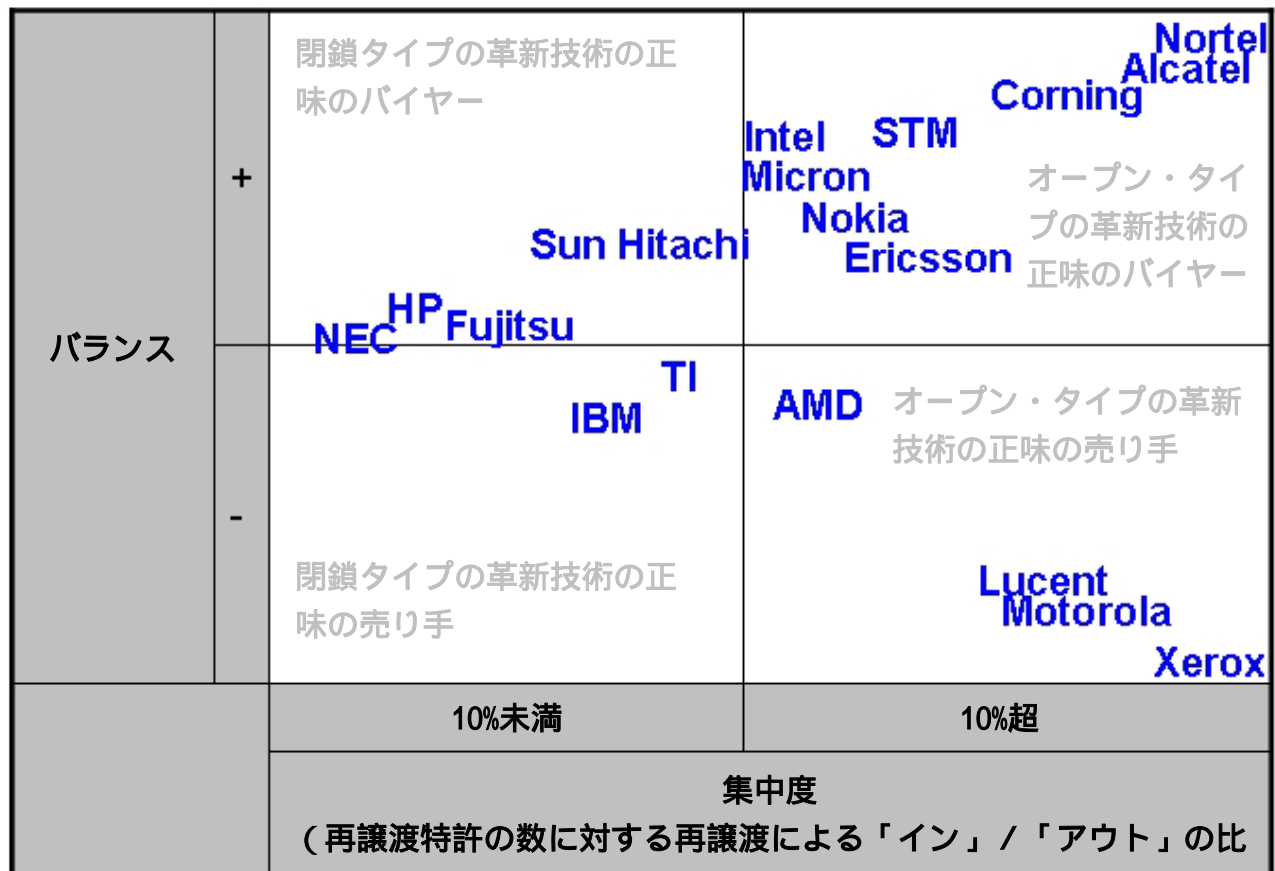 閉鎖タイプの革新技術の正
味のバイヤー
Nortel
Alcatel
Corning
Intel
STM
Micron
オープン・タイ
プの革新技術の
正味のバイヤー
Nokia
Ericsson
Sun Hitachi
HP
Fujitsu
NEC
+
バランス
TI
IBM
AMD
オープン・タイプの革新
技術の正味の売り手
-
閉鎖タイプの革新技術の正
味の売り手
Lucent
Motorola
Xerox
10%未満
10%超
集中度
(再譲渡特許の数に対する再譲渡による「イン」/「アウト」の比